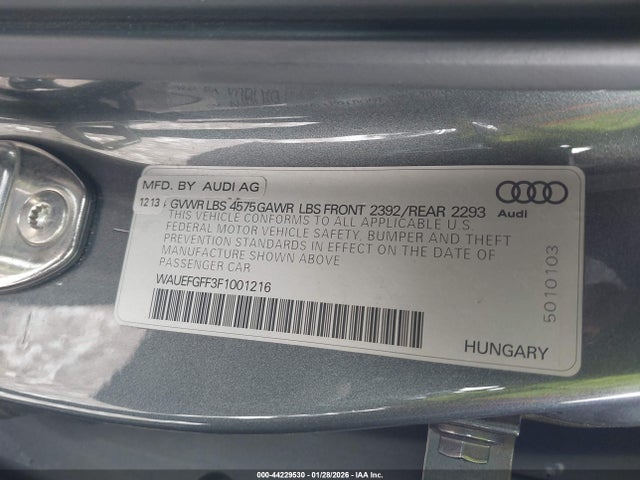 MFD. BY AUDI AG
12 13 GVWR LBS 4575 GAWR LBS FRONT 2392/REAR 2293
Audi
THIS VEHICLE CONFORMS TO ALL APPLICABLE U.S.
FEDERAL MOTOR VEHICLE SAFETY, BUMPER AND THEFT
PREVENTION STANDARDS IN EFFECT ON THE DATE OF
MANUFACTURE SHOWN ABOVE
PASSENGER CAR
WAUEFGFF3F1001216
HUNGARY
5010103
000-44229530 - 01/28/2026 - IAA Inc.